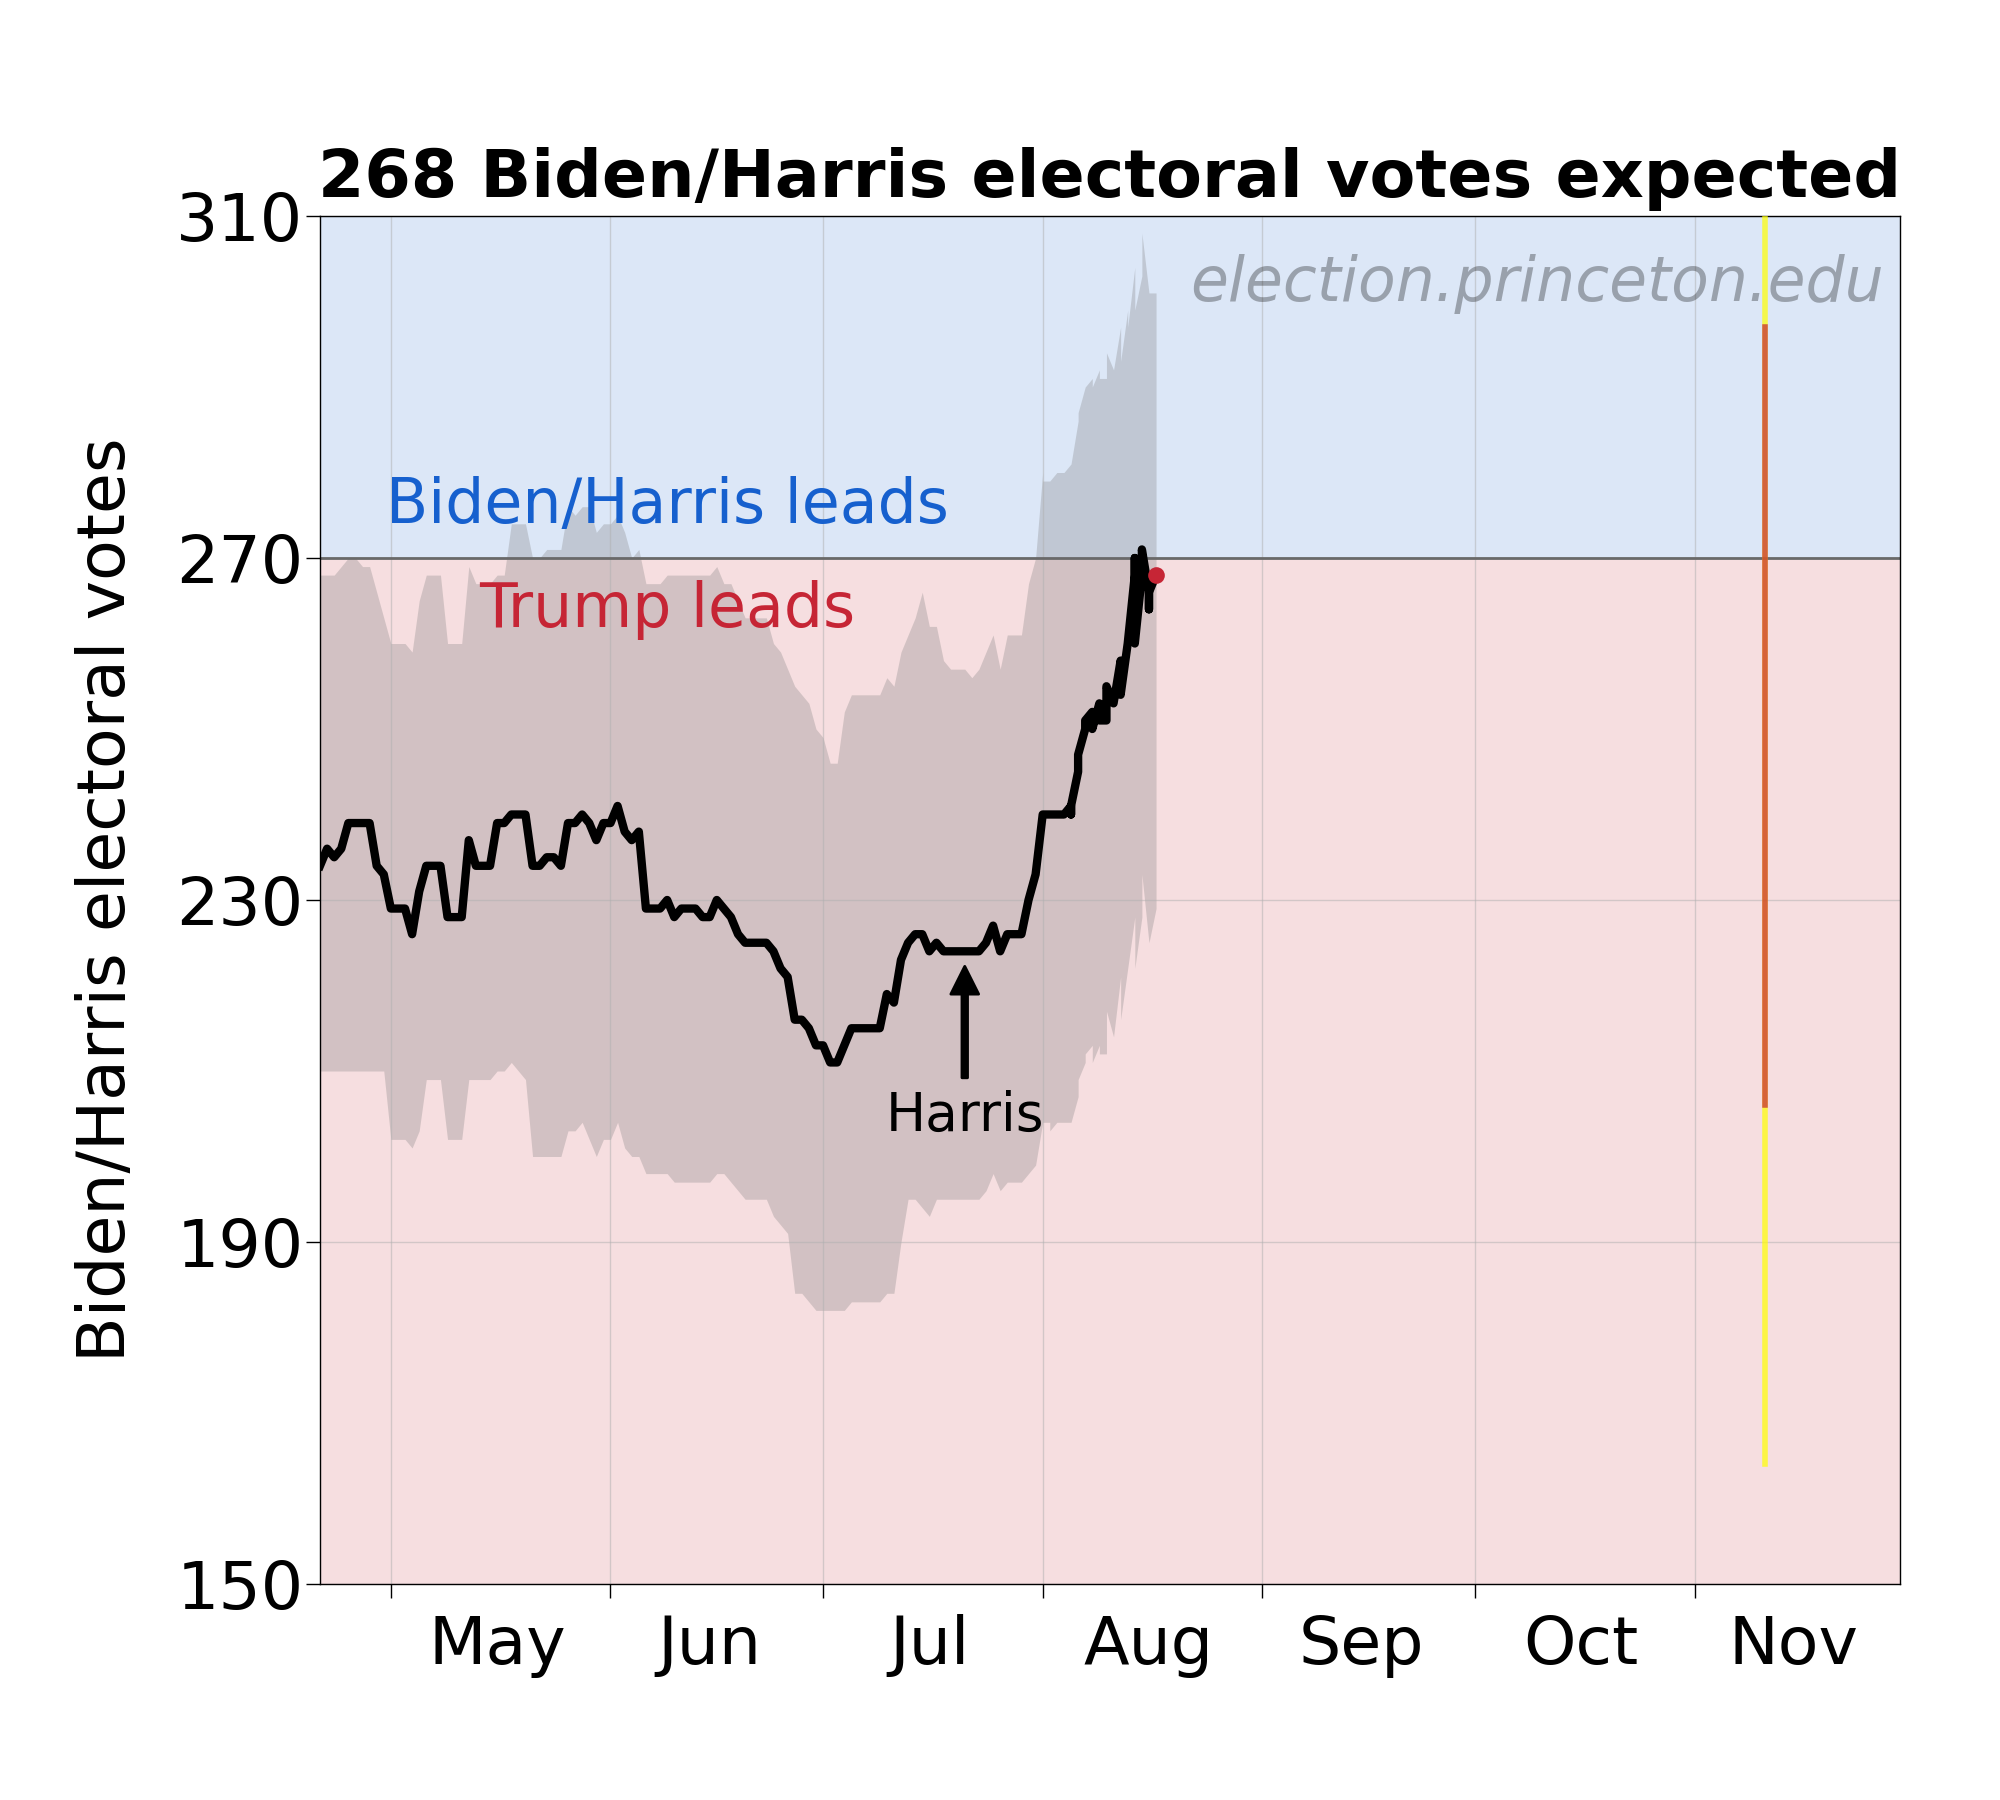 268 Biden/Harris electoral votes expected
310
election.princeton.edu
Biden/Harris leads
270
Trump leads
Biden/Harris electoral votes
230
Harris
190
150
May Jun Jul Aug Sep Oct Nov